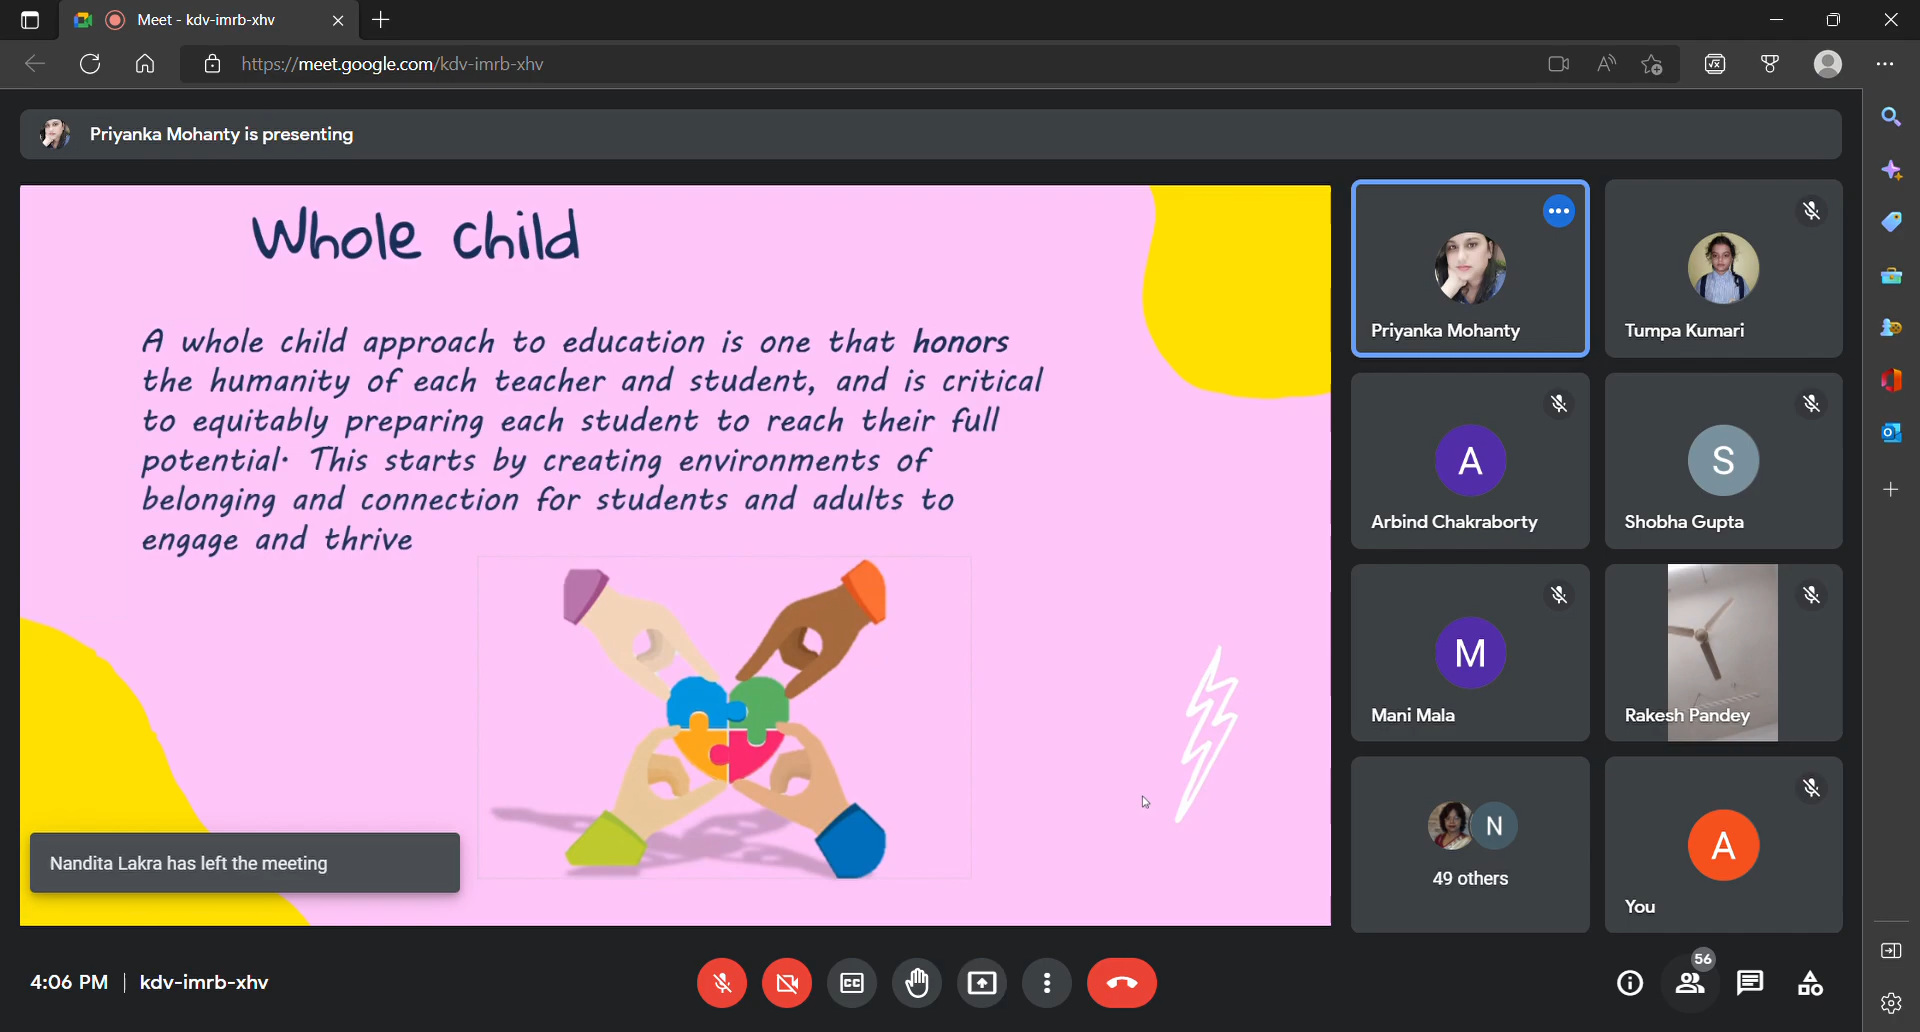 Meet - kdv-imrb-xhv
https://meet.google.com/kdv-imrb-xhv
Priyanka Mohanty is presenting
Whole child
A whole child approach to education is one that honors
the humanity of each teacher and student, and is critical
to equitably preparing each student to reach their full
potential. This starts by creating environments of
belonging and connection for students and adults to
engage and thrive
Nandita Lakra has left the meeting
Priyanka Mohanty
Tumpa Kumari
A
Arbind Chakraborty
S
Shobha Gupta
M
Mani Mala
Rakesh Pandey
N
49 others
A
You
4:06 PM | kdv-imrb-xhv
CC
56